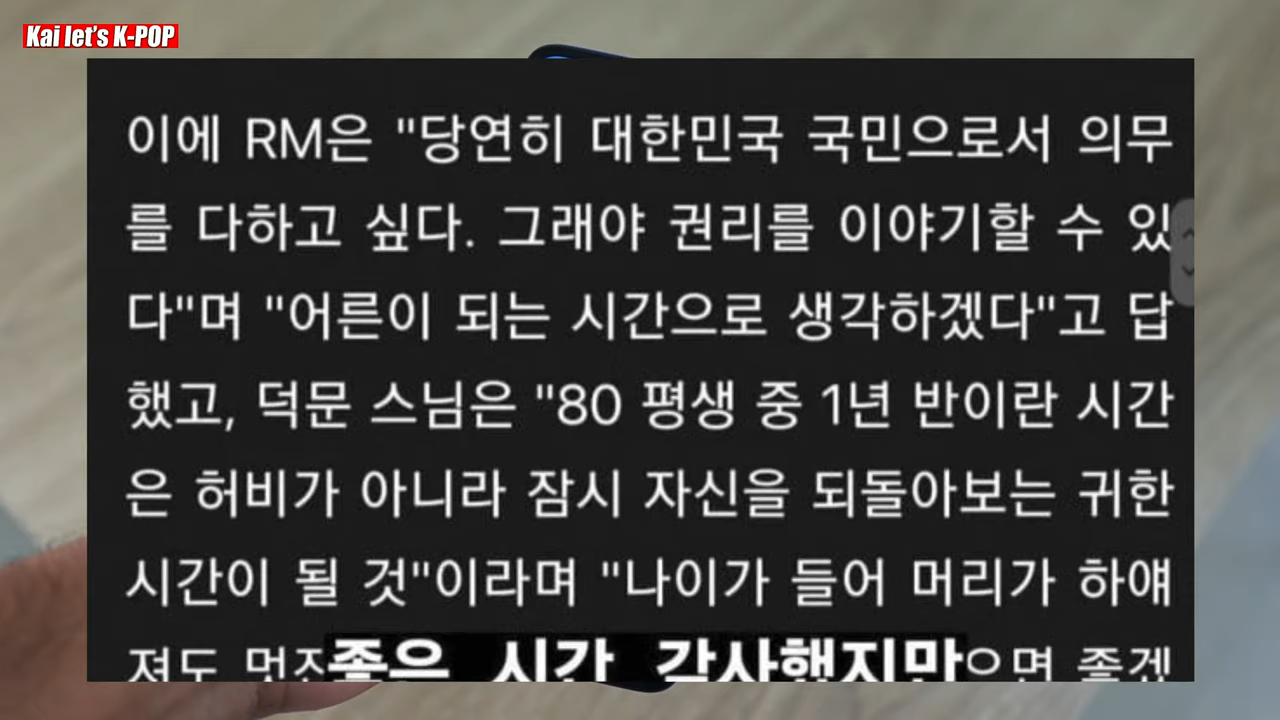 Kai let's K-POP
이에 RM은 "당연히 대한민국 국민으로서 의무
를 다하고 싶다. 그래야 권리를 이야기할 수 있
다"며 "어른이 되는 시간으로 생각하겠다"고 답
했고, 덕문 스님은 "80 평생 중 1년 반이란 시간
은 허비가 아니라 잠시 자신을 되돌아보는 귀한
시간이 될 것"이라며 "나이가 들어 머리가 하얘
져도 으면 좋겠
좋은 시간 감사했지만